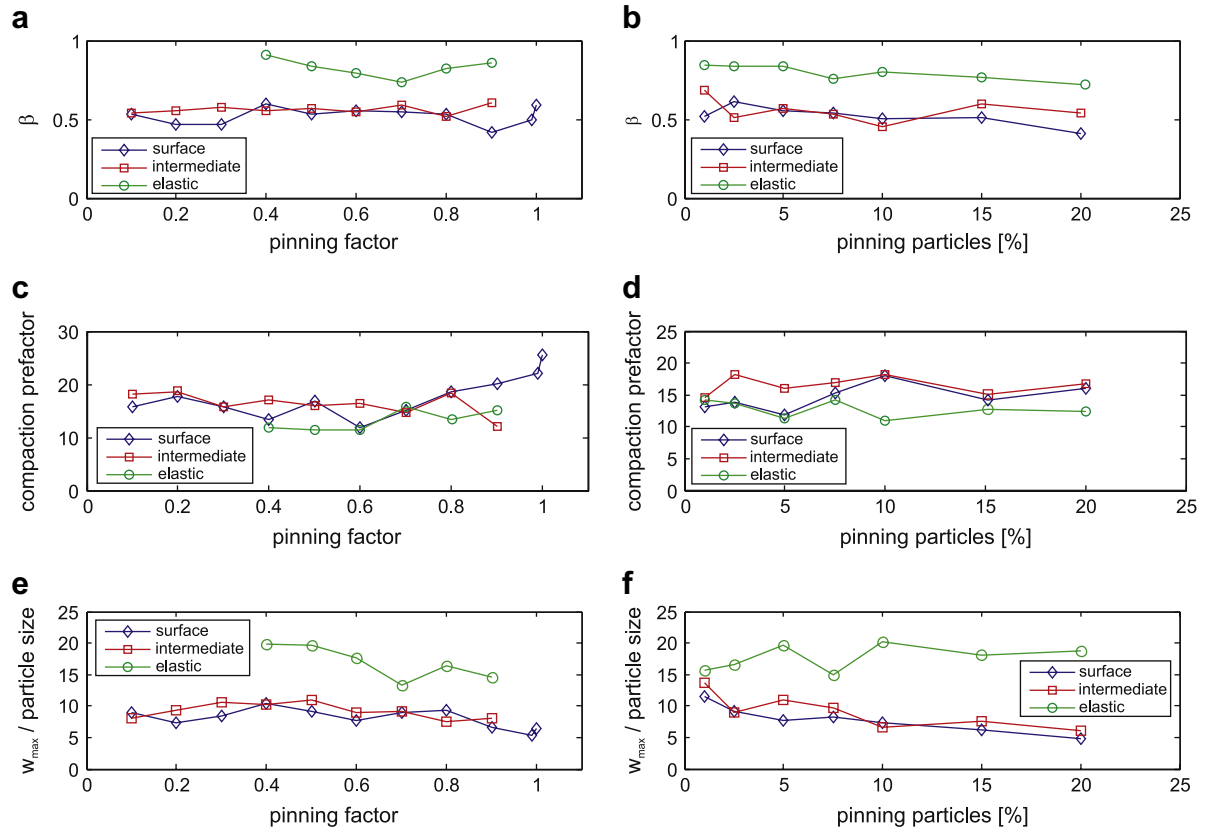 a
1
0.5
0
β
surface
intermediate
elastic
0 0.2 0.4 0.6 0.8 1
pinning factor
b
1
0.5
0
β
surface
intermediate
elastic
0 5 10 15 20 25
pinning particles [%]
c
30
20
10
0
compaction prefactor
surface
intermediate
elastic
0 0.2 0.4 0.6 0.8 1
pinning factor
d
25
20
15
10
5
0
compaction prefactor
surface
intermediate
elastic
0 5 10 15 20 25
pinning particles [%]
e
25
20
15
10
5
0
w_max / particle size
surface
intermediate
elastic
0 0.2 0.4 0.6 0.8 1
pinning factor
f
25
20
15
10
5
0
w_max / particle size
surface
intermediate
elastic
0 5 10 15 20 25
pinning particles [%]